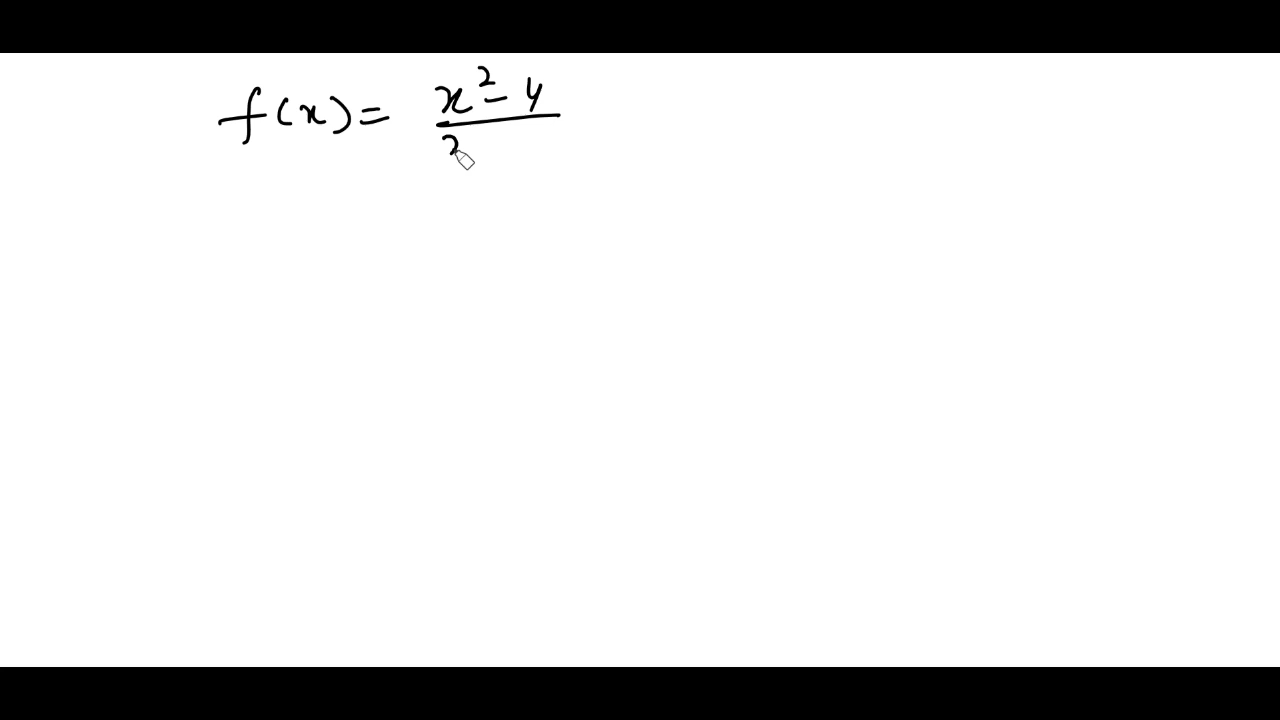 f(x) = x² - 4 /